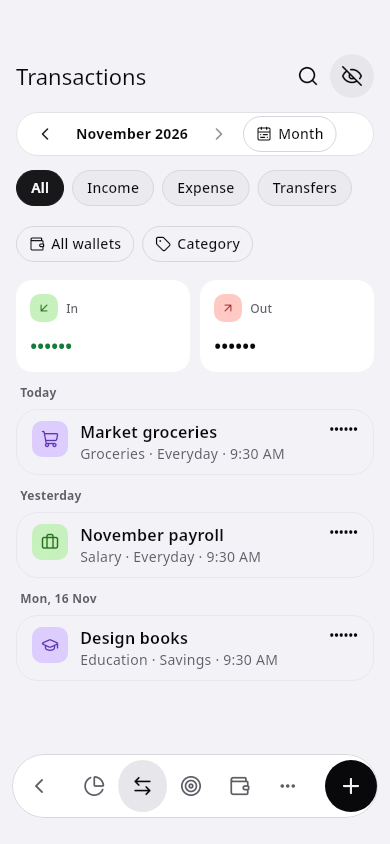 Transactions
November 2026
Month
All
Income
Expense
Transfers
All wallets
Category
In
••••••
Out
••••••
Today
Market groceries
••••••
Groceries · Everyday · 9:30 AM
Yesterday
November payroll
••••••
Salary · Everyday · 9:30 AM
Mon, 16 Nov
Design books
••••••
Education · Savings · 9:30 AM